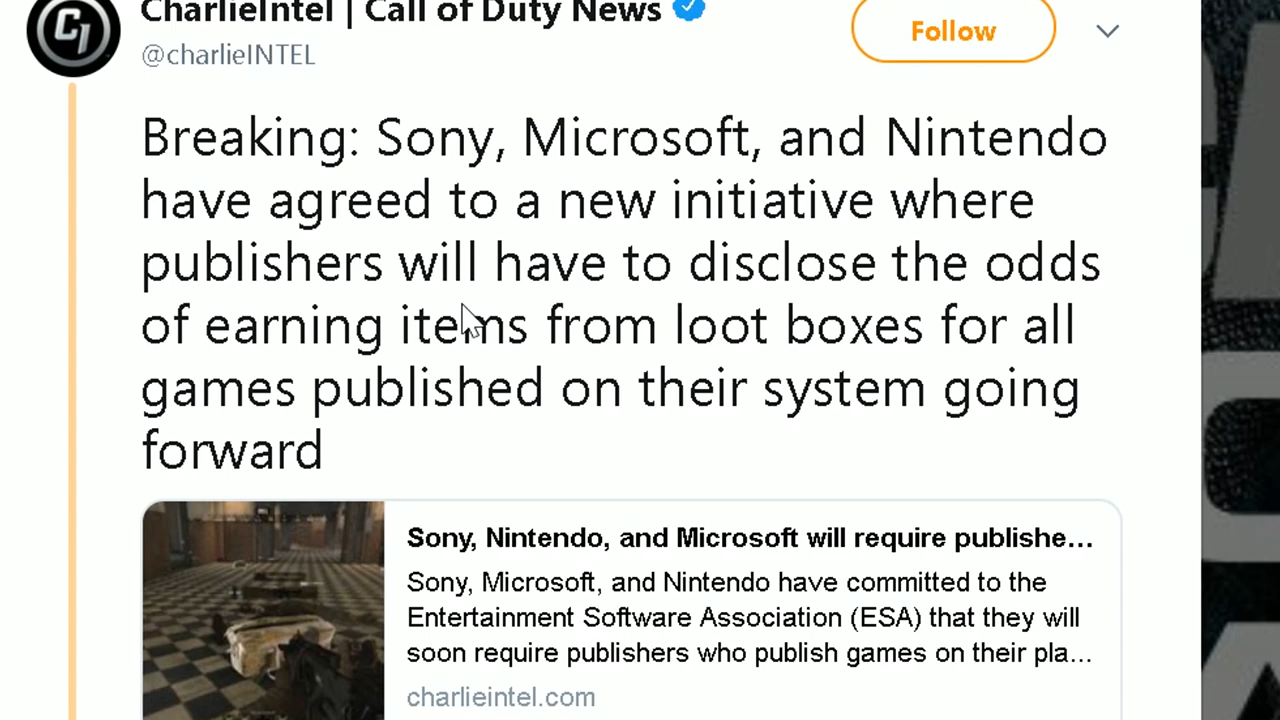 CharlieIntel | Call of Duty News
@charlieINTEL
Follow
Breaking: Sony, Microsoft, and Nintendo
have agreed to a new initiative where
publishers will have to disclose the odds
of earning items from loot boxes for all
games published on their system going
forward
Sony, Nintendo, and Microsoft will require publishe...
Sony, Microsoft, and Nintendo have committed to the
Entertainment Software Association (ESA) that they will
soon require publishers who publish games on their pla...
charlieintel.com